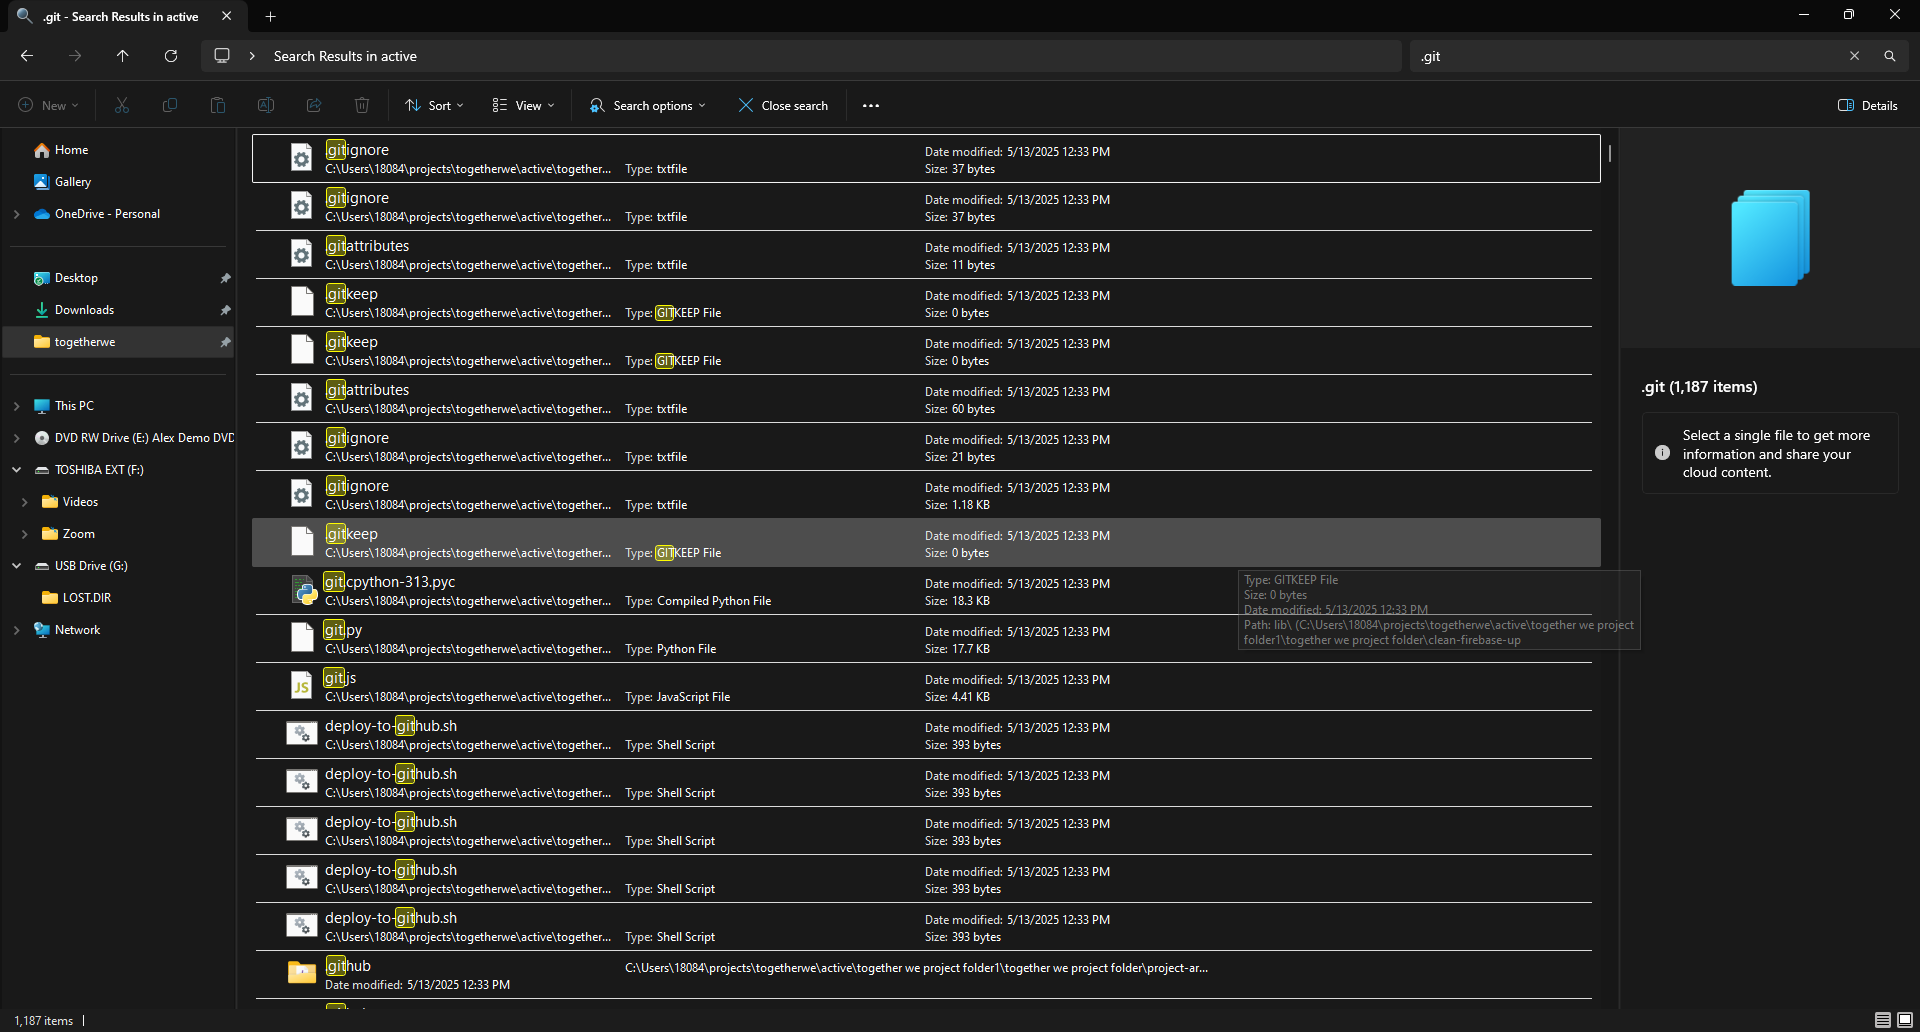 .git - Search Results in active
Search Results in active
.git
New
Sort
View
Search options
Close search
Details
Home
Gallery
OneDrive - Personal
Desktop
Downloads
togetherwe
This PC
DVD RW Drive (E:) Alex Demo DVD
TOSHIBA EXT (F:)
Videos
Zoom
USB Drive (G:)
LOST.DIR
Network
.gitignore
Date modified: 5/13/2025 12:33 PM
C:\Users\18084\projects\togetherwe\active\together... Type: txtfile
Size: 37 bytes
.gitignore
Date modified: 5/13/2025 12:33 PM
C:\Users\18084\projects\togetherwe\active\together... Type: txtfile
Size: 37 bytes
.gitattributes
Date modified: 5/13/2025 12:33 PM
C:\Users\18084\projects\togetherwe\active\together... Type: txtfile
Size: 11 bytes
.gitkeep
Date modified: 5/13/2025 12:33 PM
C:\Users\18084\projects\togetherwe\active\together... Type: GITKEEP File
Size: 0 bytes
.gitkeep
Date modified: 5/13/2025 12:33 PM
C:\Users\18084\projects\togetherwe\active\together... Type: GITKEEP File
Size: 0 bytes
.gitattributes
Date modified: 5/13/2025 12:33 PM
C:\Users\18084\projects\togetherwe\active\together... Type: txtfile
Size: 60 bytes
.gitignore
Date modified: 5/13/2025 12:33 PM
C:\Users\18084\projects\togetherwe\active\together... Type: txtfile
Size: 21 bytes
.gitignore
Date modified: 5/13/2025 12:33 PM
C:\Users\18084\projects\togetherwe\active\together... Type: txtfile
Size: 1.18 KB
.gitkeep
Date modified: 5/13/2025 12:33 PM
C:\Users\18084\projects\togetherwe\active\together... Type: GITKEEP File
Size: 0 bytes
git.cpython-313.pyc
Date modified: 5/13/2025 12:33 PM
C:\Users\18084\projects\togetherwe\active\together... Type: Compiled Python File
Size: 18.3 KB
git.py
Date modified: 5/13/2025 12:33 PM
C:\Users\18084\projects\togetherwe\active\together... Type: Python File
Size: 17.7 KB
git.js
Date modified: 5/13/2025 12:33 PM
C:\Users\18084\projects\togetherwe\active\together... Type: JavaScript File
Size: 4.41 KB
deploy-to-github.sh
Date modified: 5/13/2025 12:33 PM
C:\Users\18084\projects\togetherwe\active\together... Type: Shell Script
Size: 393 bytes
deploy-to-github.sh
Date modified: 5/13/2025 12:33 PM
C:\Users\18084\projects\togetherwe\active\together... Type: Shell Script
Size: 393 bytes
deploy-to-github.sh
Date modified: 5/13/2025 12:33 PM
C:\Users\18084\projects\togetherwe\active\together... Type: Shell Script
Size: 393 bytes
deploy-to-github.sh
Date modified: 5/13/2025 12:33 PM
C:\Users\18084\projects\togetherwe\active\together... Type: Shell Script
Size: 393 bytes
deploy-to-github.sh
Date modified: 5/13/2025 12:33 PM
C:\Users\18084\projects\togetherwe\active\together... Type: Shell Script
Size: 393 bytes
.github
C:\Users\18084\projects\togetherwe\active\together we project folder1\together we project folder\project-ar...
Date modified: 5/13/2025 12:33 PM
Type: GITKEEP File
Size: 0 bytes
Date modified: 5/13/2025 12:33 PM
Path: lib\ (C:\Users\18084\projects\togetherwe\active\together we project
folder1\together we project folder\clean-firebase-up
.git (1,187 items)
Select a single file to get more
information and share your
cloud content.
1,187 items